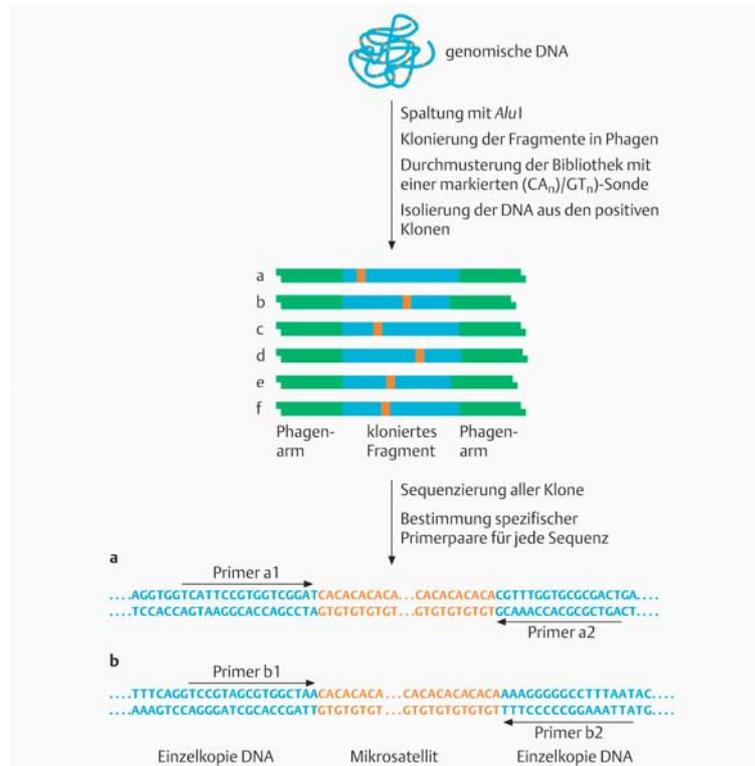 genomische DNA
Spaltung mit AluI
Klonierung der Fragmente in Phagen
Durchmusterung der Bibliothek mit
einer markierten (CAn)/GTn)-Sonde
Isolierung der DNA aus den positiven
Klonen
a
b
c
d
e
f
Phagen- kloniertes Phagen-
arm Fragment arm
Sequenzierung aller Klone
Bestimmung spezifischer
Primerpaare für jede Sequenz
a
Primer a1
....AGGTGGTCATTCCGTGGTCGGATCACACACACA...CACACACACACGTTTGGTGCGCGACTGA....
....TCCACCAGTAAGGCACCAGCCTAGTGTGTGTGT...GTGTGTGTGTGCAAACCACGCGCTGACT....
Primer a2
b
Primer b1
....TTTCAGGTCCGTAGCGTGGCTAACACACACA...CACACACACACAAAAGGGGGCCTTTAATAC....
....AAAGTCCAGGGATCGCACCGATTGTGTGTGT...GTGTGTGTGTGTTTTCCCCCGGAAATTATG....
Primer b2
Einzelkopie DNA Mikrosatellit Einzelkopie DNA